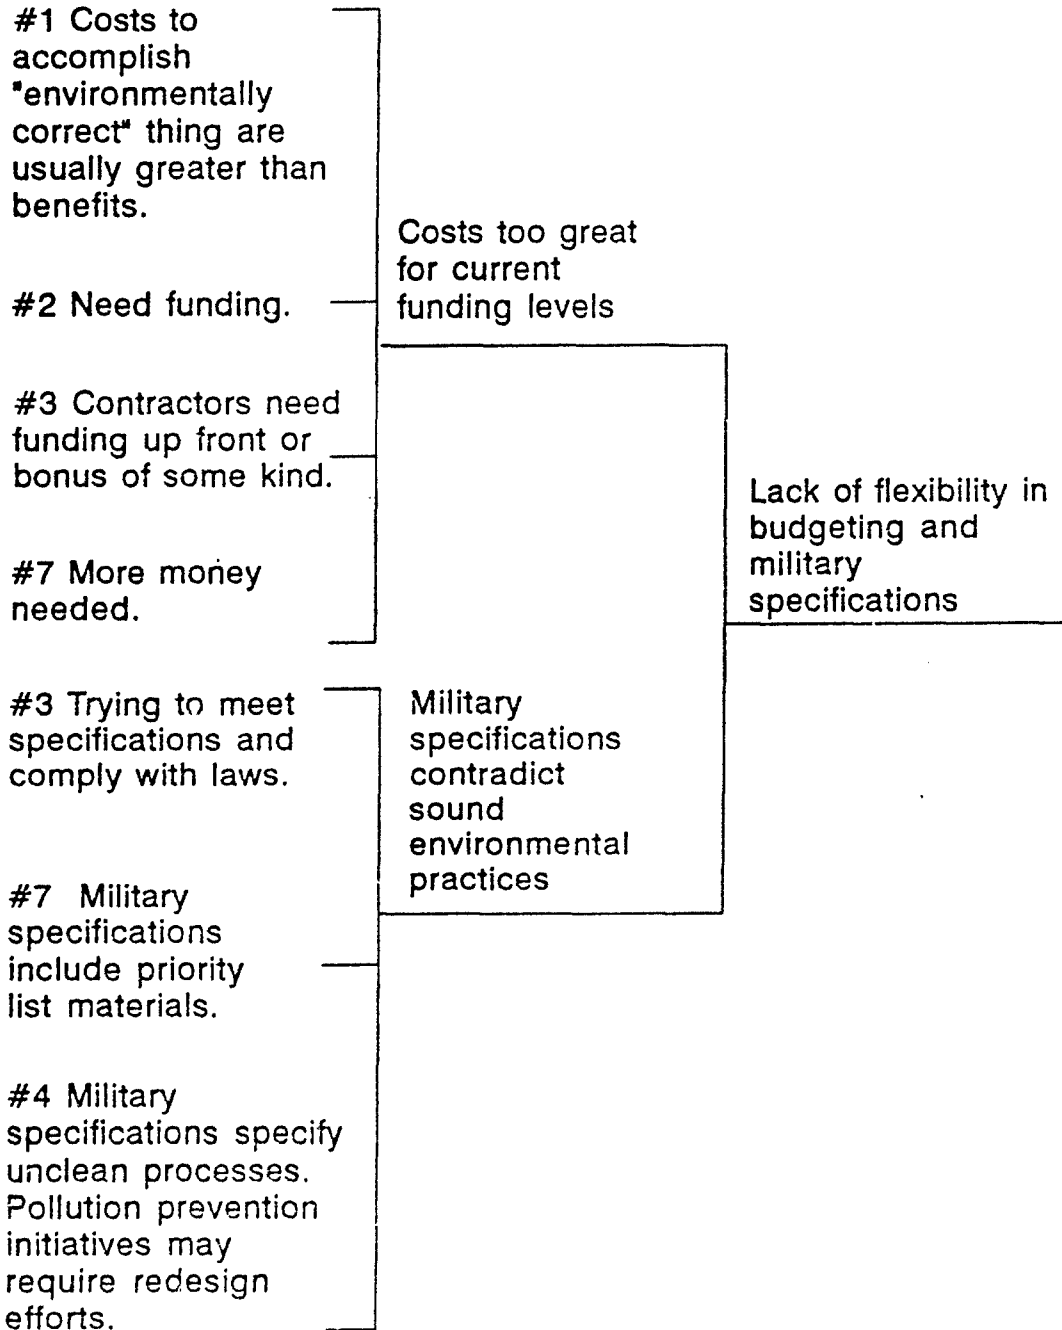 #1 Costs to
accomplish
"environmentally
correct" thing are
usually greater than
benefits.
#2 Need funding.
#3 Contractors need
funding up front or
bonus of some kind.
#7 More money
needed.
Costs too great
for current
funding levels
#3 Trying to meet
specifications and
comply with laws.
#7 Military
specifications
include priority
list materials.
#4 Military
specifications specify
unclean processes.
Pollution prevention
initiatives may
require redesign
efforts.
Military
specifications
contradict
sound
environmental
practices
Lack of flexibility in
budgeting and
military
specifications